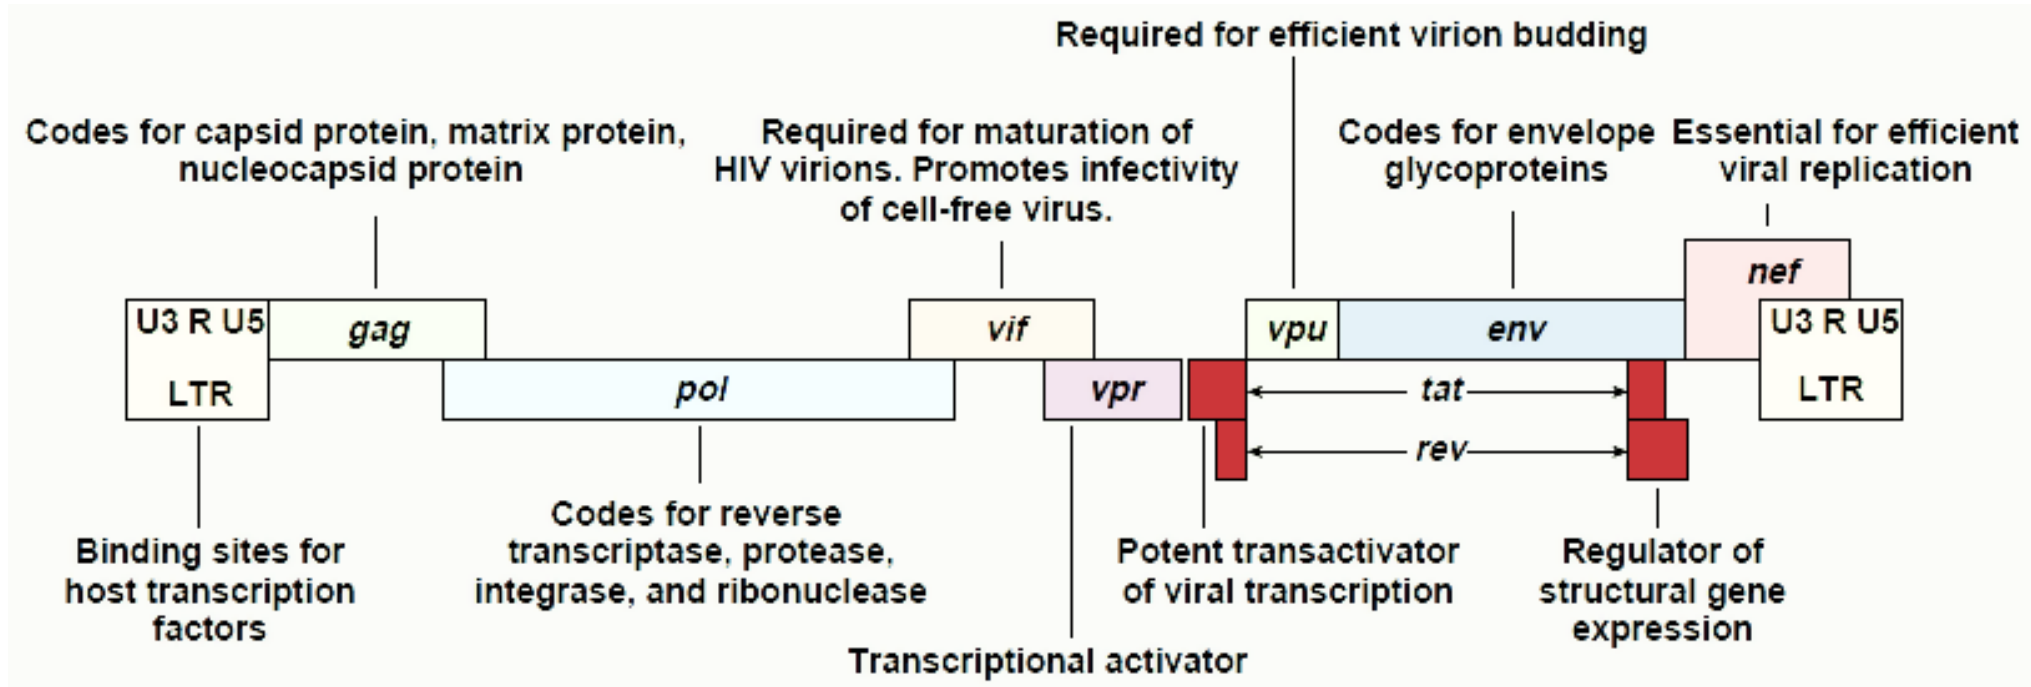 Required for efficient virion budding
Codes for capsid protein, matrix protein,
nucleocapsid protein
Required for maturation of
HIV virions. Promotes infectivity
of cell-free virus.
Codes for envelope
glycoproteins
Essential for efficient
viral replication
U3 R U5
LTR
gag
pol
vif
vpr
vpu
env
nef
tat
rev
U3 R U5
LTR
Binding sites for
host transcription
factors
Codes for reverse
transcriptase, protease,
integrase, and ribonuclease
Transcriptional activator
Potent transactivator
of viral transcription
Regulator of
structural gene
expression